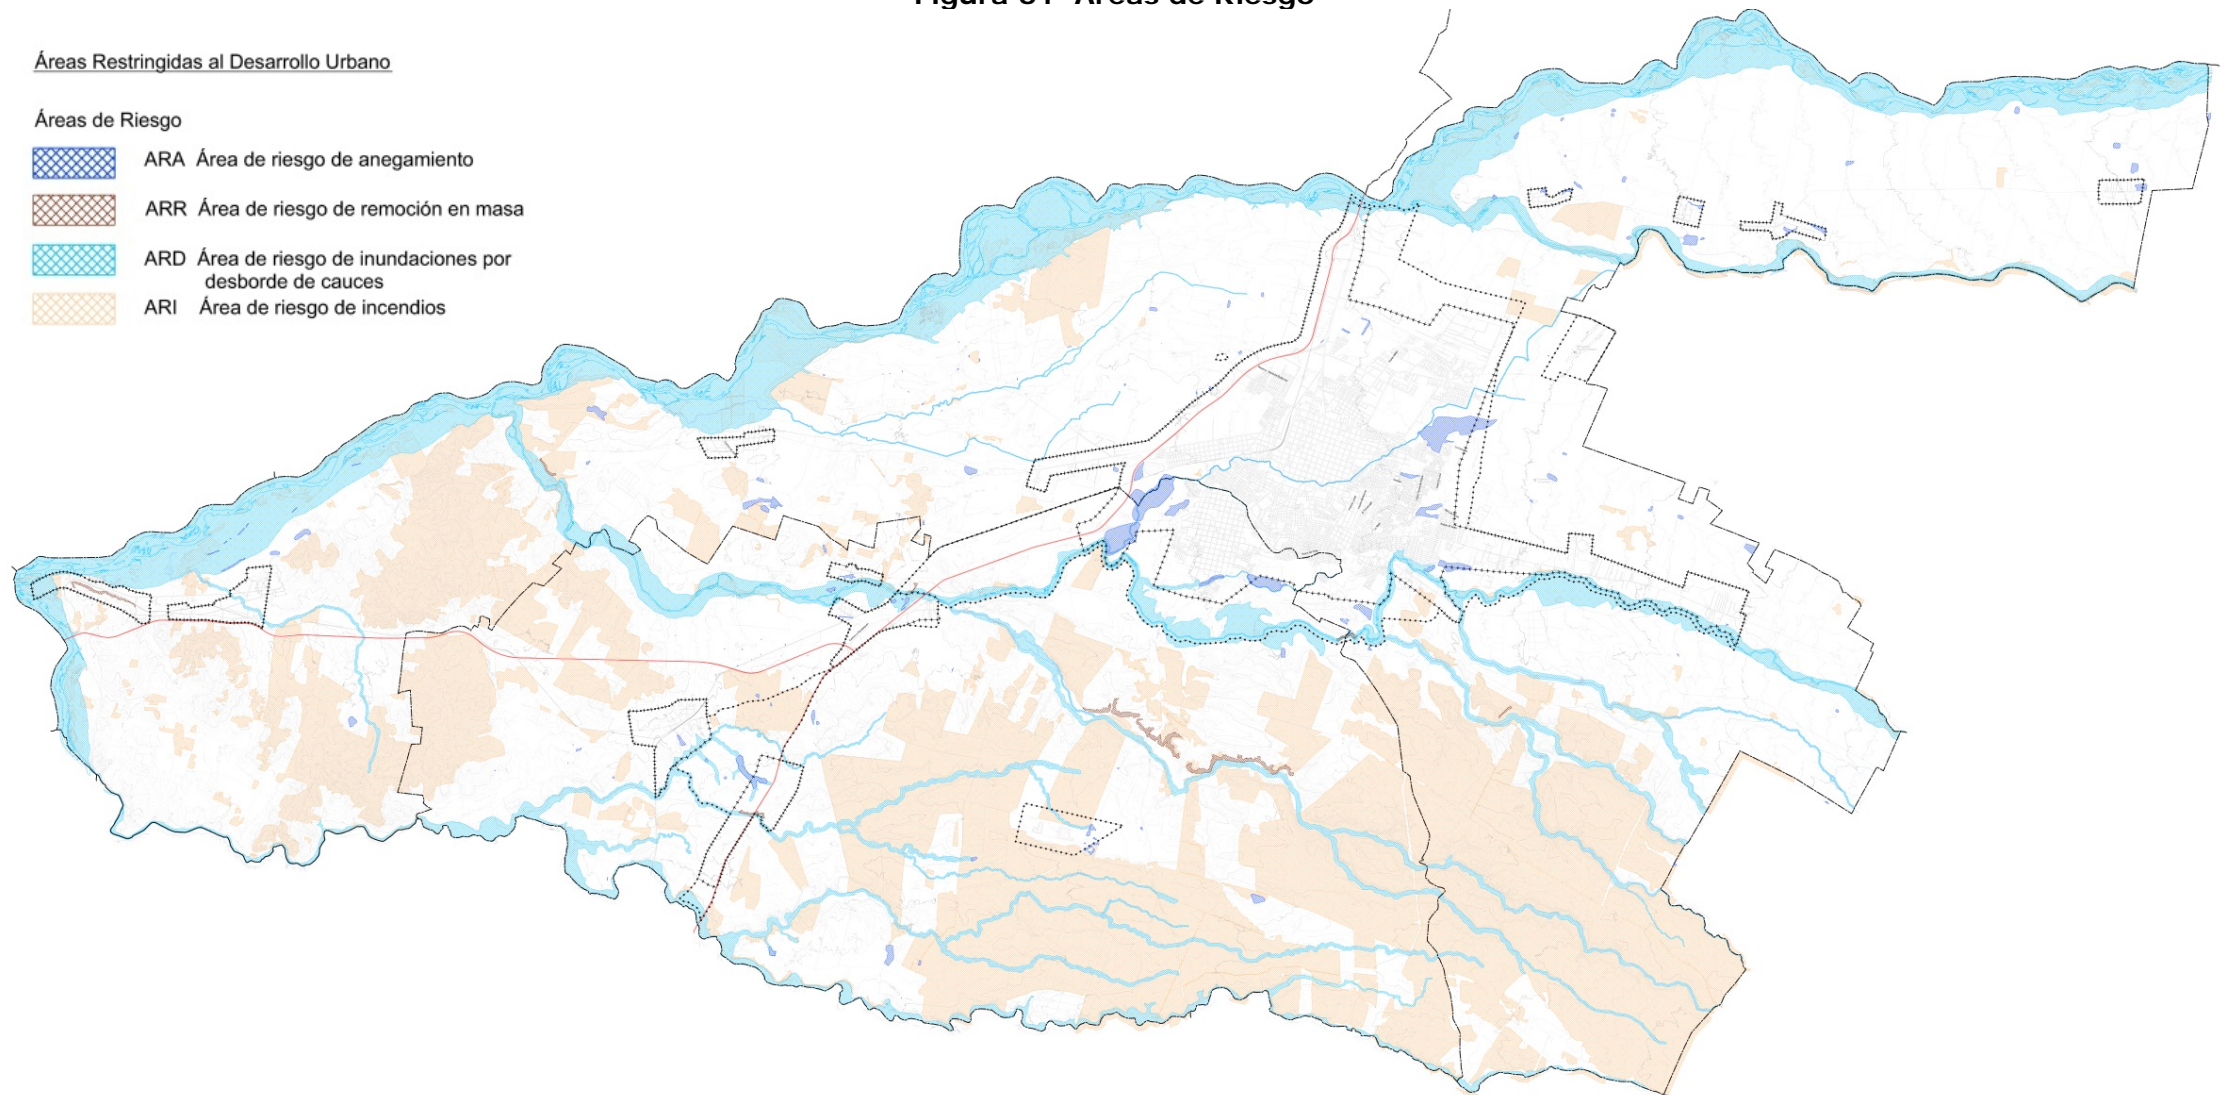 Áreas Restringidas al Desarrollo Urbano
Áreas de Riesgo
ARA Área de riesgo de anegamiento
ARR Área de riesgo de remoción en masa
ARD Área de riesgo de inundaciones por
desborde de cauces
ARI Área de riesgo de incendios